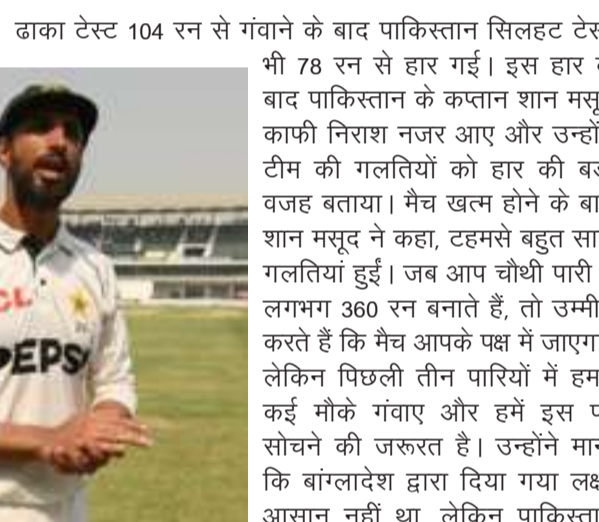 ढाका टेस्ट 104 रन से गंवाने के बाद पाकिस्तान सिलहट
भी 78 रन से हार गई। इस हार
बाद पाकिस्तान के कप्तान शान
काफी निराश नजर आए और
टीम की गलतियों को हार की
वजह बताया। मैच खत्म होने के
शान मसूद ने कहा, टहमसे बहुत
गलतियां हुईं। जब आप चौथी पारी
लगभग 360 रन बनाते हैं, तो
करते हैं कि मैच आपके पक्ष में
लेकिन पिछली तीन पारियों में
कई मौके गंवाए और हमें इस
सोचने की जरूरत है। उन्होंने
कि बांग्लादेश द्वारा दिया गया
आसान नहीं था, लेकिन